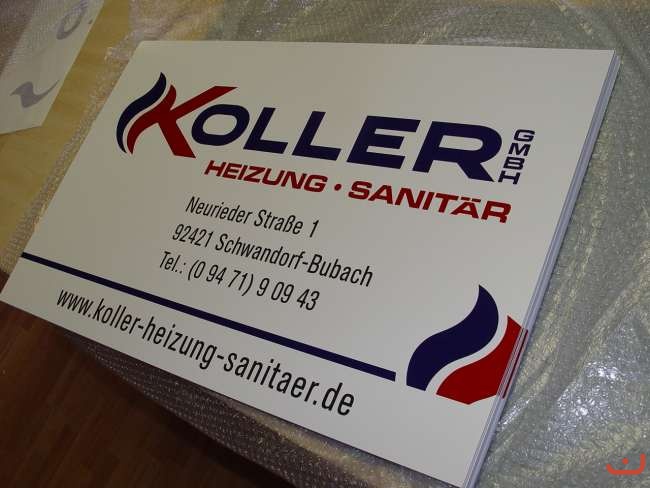 KOLLER GMBH
HEIZUNG · SANITÄR
Neurieder Straße 1
92421 Schwandorf-Bubach
Tel.: (0 94 71) 9 09 43
www.koller-heizung-sanitaer.de